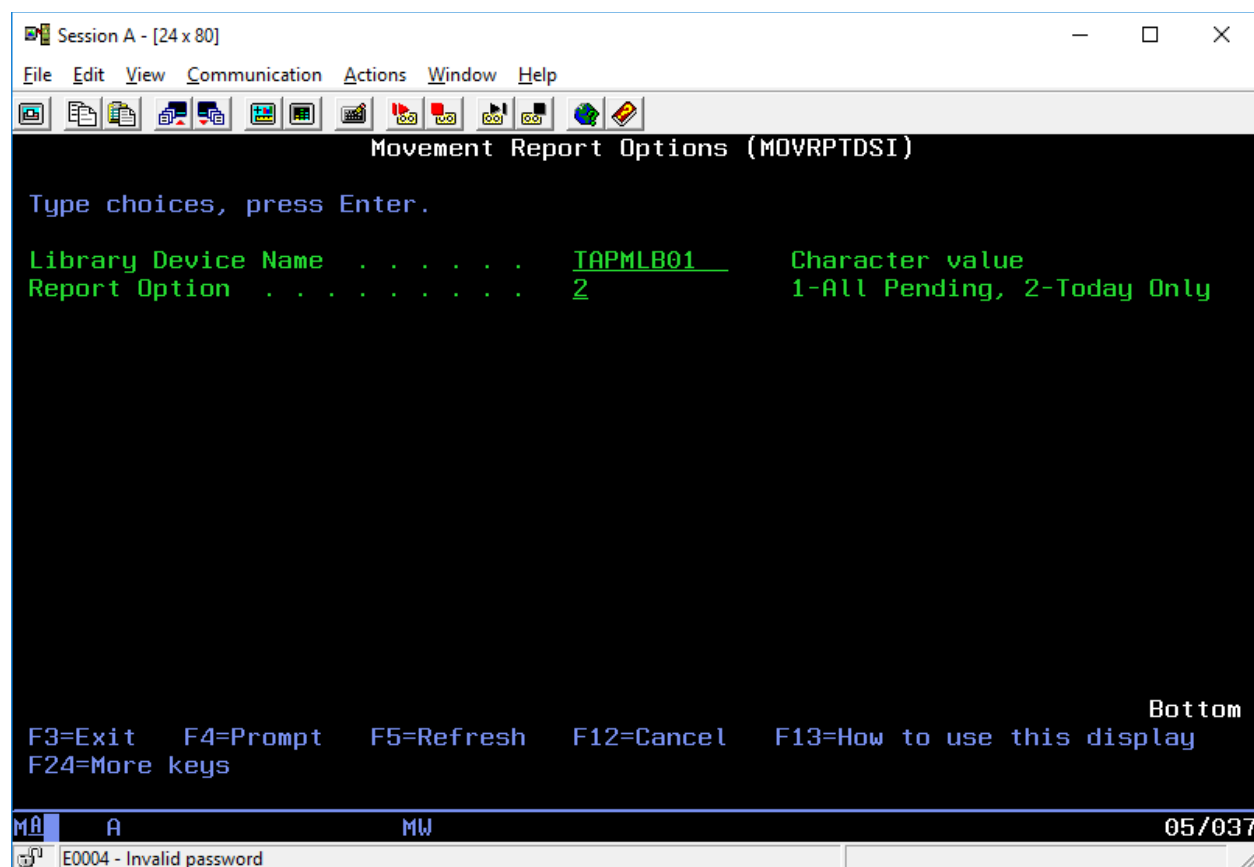 Session A - [24 x 80]
File Edit View Communication Actions Window Help
Movement Report Options (MOVRPTDSI)
Type choices, press Enter.
Library Device Name . . . . . . TAPMLB01 Character value
Report Option . . . . . . . . . 2 1-All Pending, 2-Today Only
Bottom
F3=Exit F4=Prompt F5=Refresh F12=Cancel F13=How to use this display
F24=More keys
MA A MW 05/037
E0004 - Invalid password